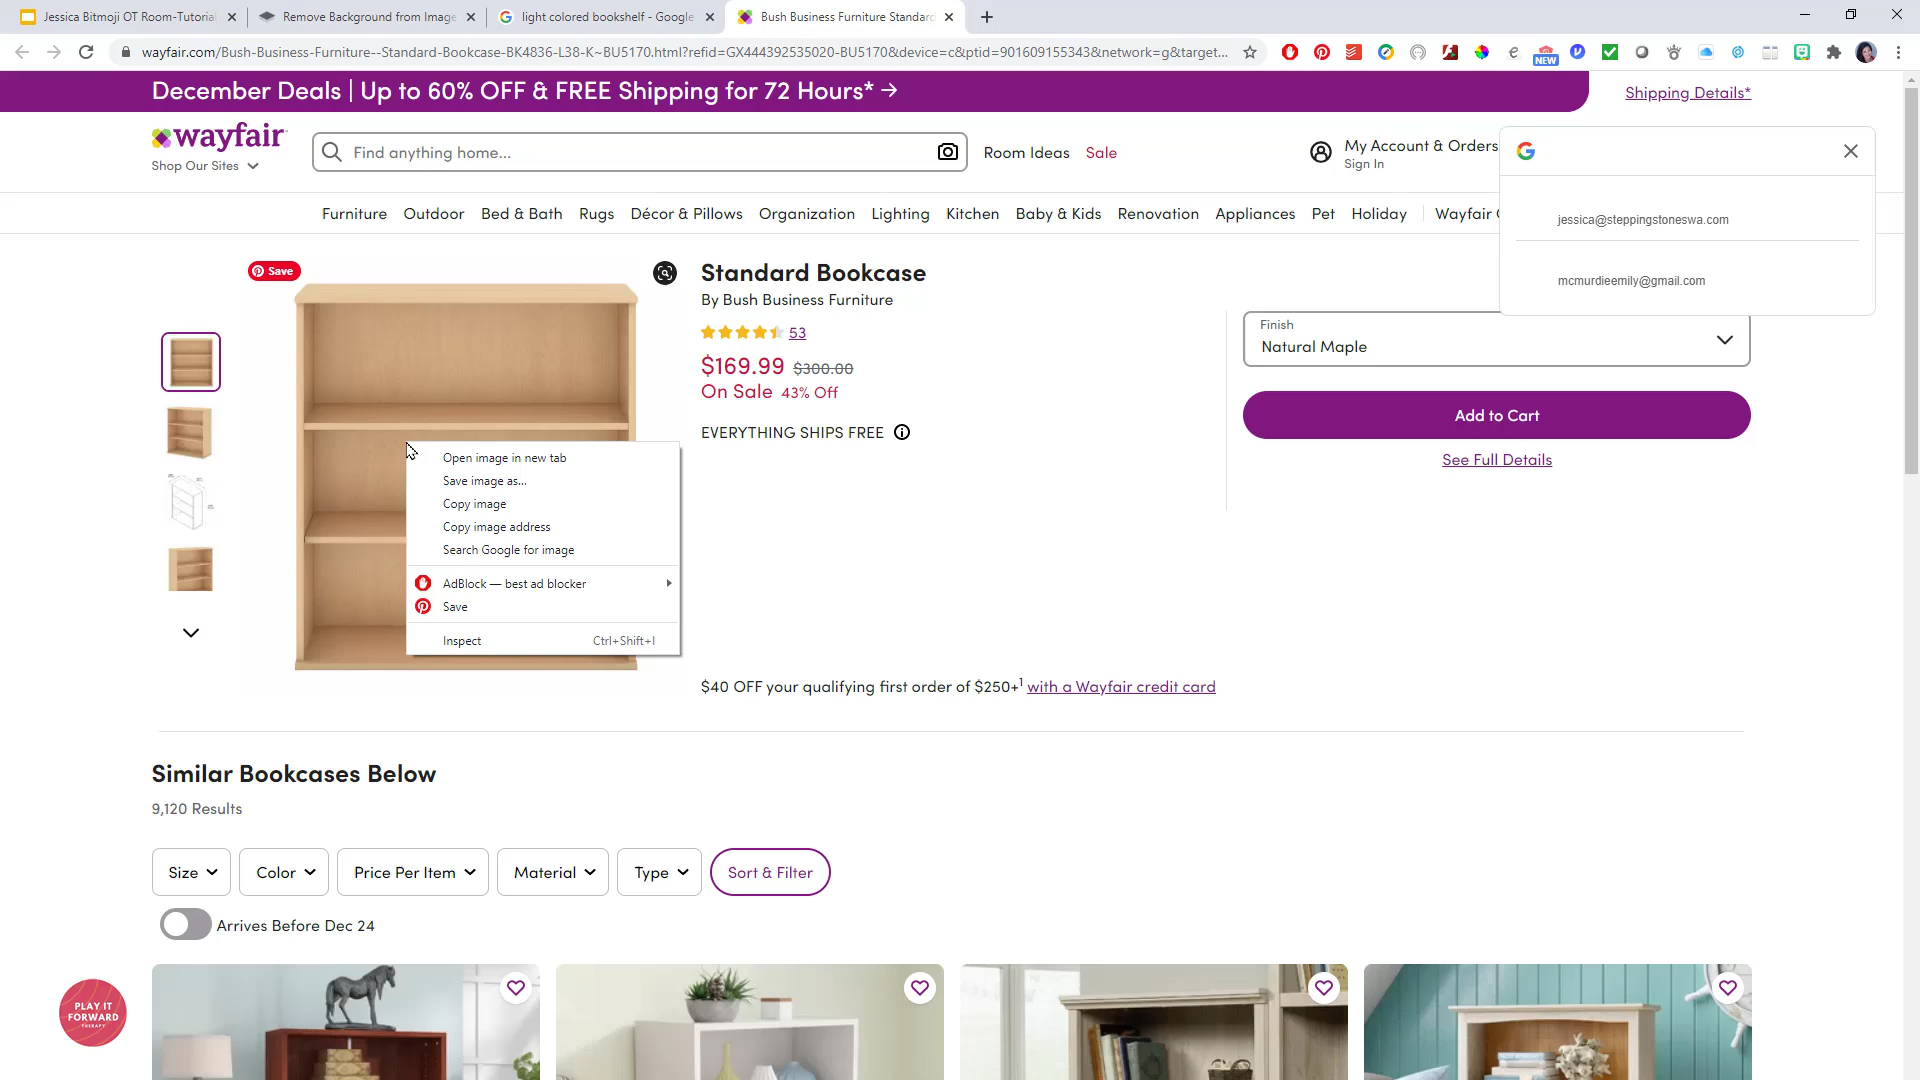 Jessica Bitmoji OT Room-Tutorial
Remove Background from Image
light colored bookshelf - Google
Bush Business Furniture Standard
wayfair.com/Bush-Business-Furniture--Standard-Bookcase-BK4836-L38-K~BU5170.html?refid=GX444392535020-BU5170&device=c&ptid=901609155343&network=g&target...
NEW
December Deals | Up to 60% OFF & FREE Shipping for 72 Hours* →
Shipping Details*
wayfair
Shop Our Sites
Find anything home...
Room Ideas
Sale
My Account & Orders
Sign In
jessica@steppingstoneswa.com
mcmurdieemily@gmail.com
Furniture
Outdoor
Bed & Bath
Rugs
Décor & Pillows
Organization
Lighting
Kitchen
Baby & Kids
Renovation
Appliances
Pet
Holiday
Wayfair
Save
Standard Bookcase
By Bush Business Furniture
53
$169.99 $300.00
On Sale 43% Off
EVERYTHING SHIPS FREE
Finish
Natural Maple
Add to Cart
See Full Details
Open image in new tab
Save image as...
Copy image
Copy image address
Search Google for image
AdBlock — best ad blocker
Save
Inspect Ctrl+Shift+I
$40 OFF your qualifying first order of $250+1 with a Wayfair credit card
Similar Bookcases Below
9,120 Results
Size
Color
Price Per Item
Material
Type
Sort & Filter
Arrives Before Dec 24
PLAY IT
FORWARD
THERAPY